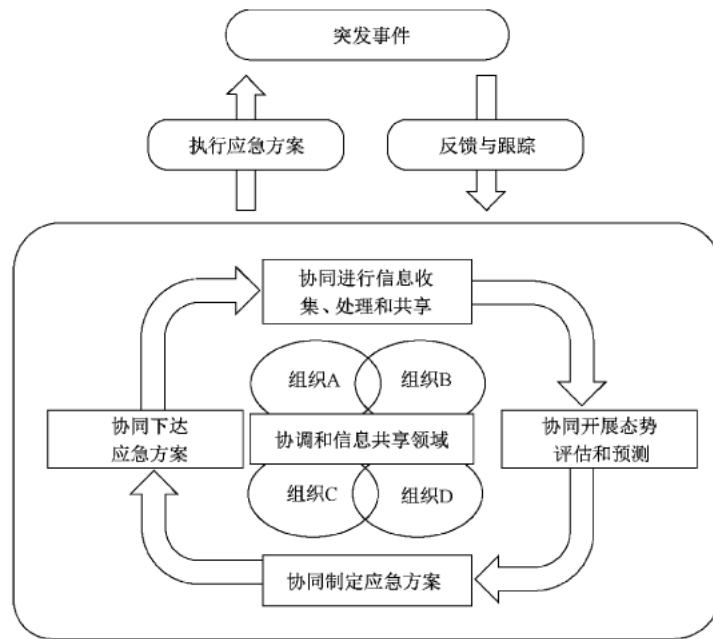 突发事件
执行应急方案
反馈与跟踪
协同进行信息收
集、处理和共享
组织A
组织B
协同下达
应急方案
协调和信息共享领域
协同开展态势
评估和预测
组织C
组织D
协同制定应急方案